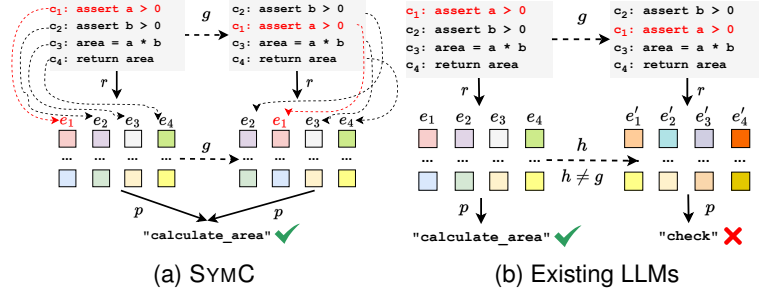 c₁: assert a > 0
c₂: assert b > 0
c₃: area = a * b
c₄: return area
g
c₂: assert b > 0
c₁: assert a > 0
c₃: area = a * b
c₄: return area
r
r
e₁ e₂ e₃ e₄
... ... ... ...
g
e₂ e₁ e₃ e₄
... ... ... ...
p
p
"calculate_area"
(a) SYMC
c₁: assert a > 0
c₂: assert b > 0
c₃: area = a * b
c₄: return area
g
c₂: assert b > 0
c₁: assert a > 0
c₃: area = a * b
c₄: return area
r
r
e₁ e₂ e₃ e₄
... ... ... ...
h
h ≠ g
e′₁ e′₂ e′₃ e′₄
... ... ... ...
p
p
"calculate_area"
"check"
(b) Existing LLMs